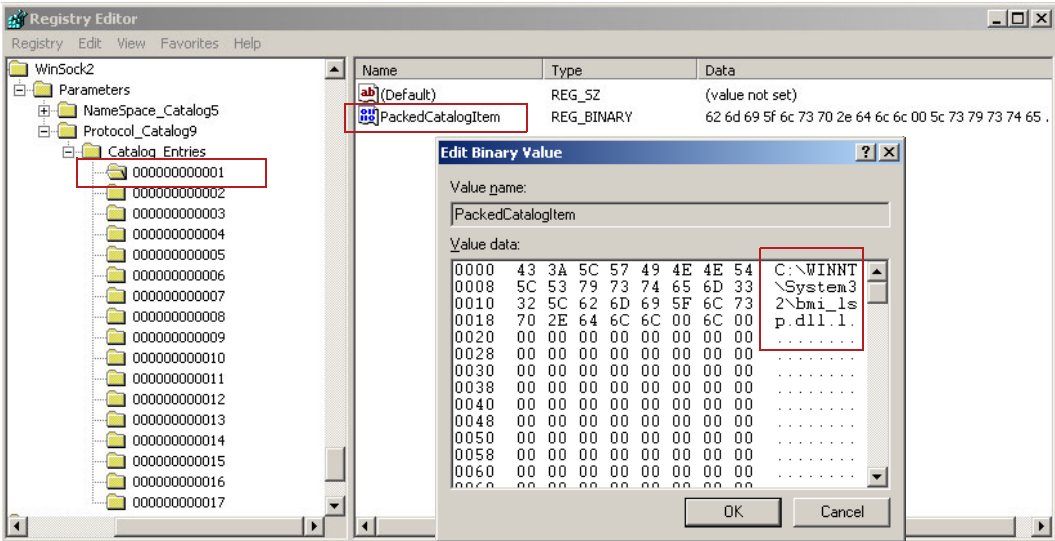 Registry Editor
Registry Edit View Favorites Help
WinSock2
Parameters
NameSpace_Catalog5
Protocol_Catalog9
Catalog_Entries
000000000001
000000000002
000000000003
000000000004
000000000005
000000000006
000000000007
000000000008
000000000009
000000000010
000000000011
000000000012
000000000013
000000000014
000000000015
000000000016
000000000017
Name Type Data
(Default) REG_SZ (value not set)
PackedCatalogItem REG_BINARY 62 6d 69 5f 6c 73 70 2e 64 6c 6c 00 5c 73 79 73 74 65 .
Edit Binary Value
Value name:
PackedCatalogItem
Value data:
0000 43 3A 5C 57 49 4E 4E 54 C:\WINNT
0008 5C 53 79 73 74 65 6D 33 \System3
0010 32 5C 62 6D 69 5F 6C 73 2\bmi_ls
0018 70 2E 64 6C 6C 00 6C 00 p.dll.l.
0020 00 00 00 00 00 00 00 00 ........
0028 00 00 00 00 00 00 00 00 ........
0030 00 00 00 00 00 00 00 00 ........
0038 00 00 00 00 00 00 00 00 ........
0040 00 00 00 00 00 00 00 00 ........
0048 00 00 00 00 00 00 00 00 ........
0050 00 00 00 00 00 00 00 00 ........
0058 00 00 00 00 00 00 00 00 ........
0060 00 00 00 00 00 00 00 00 ........
OK Cancel